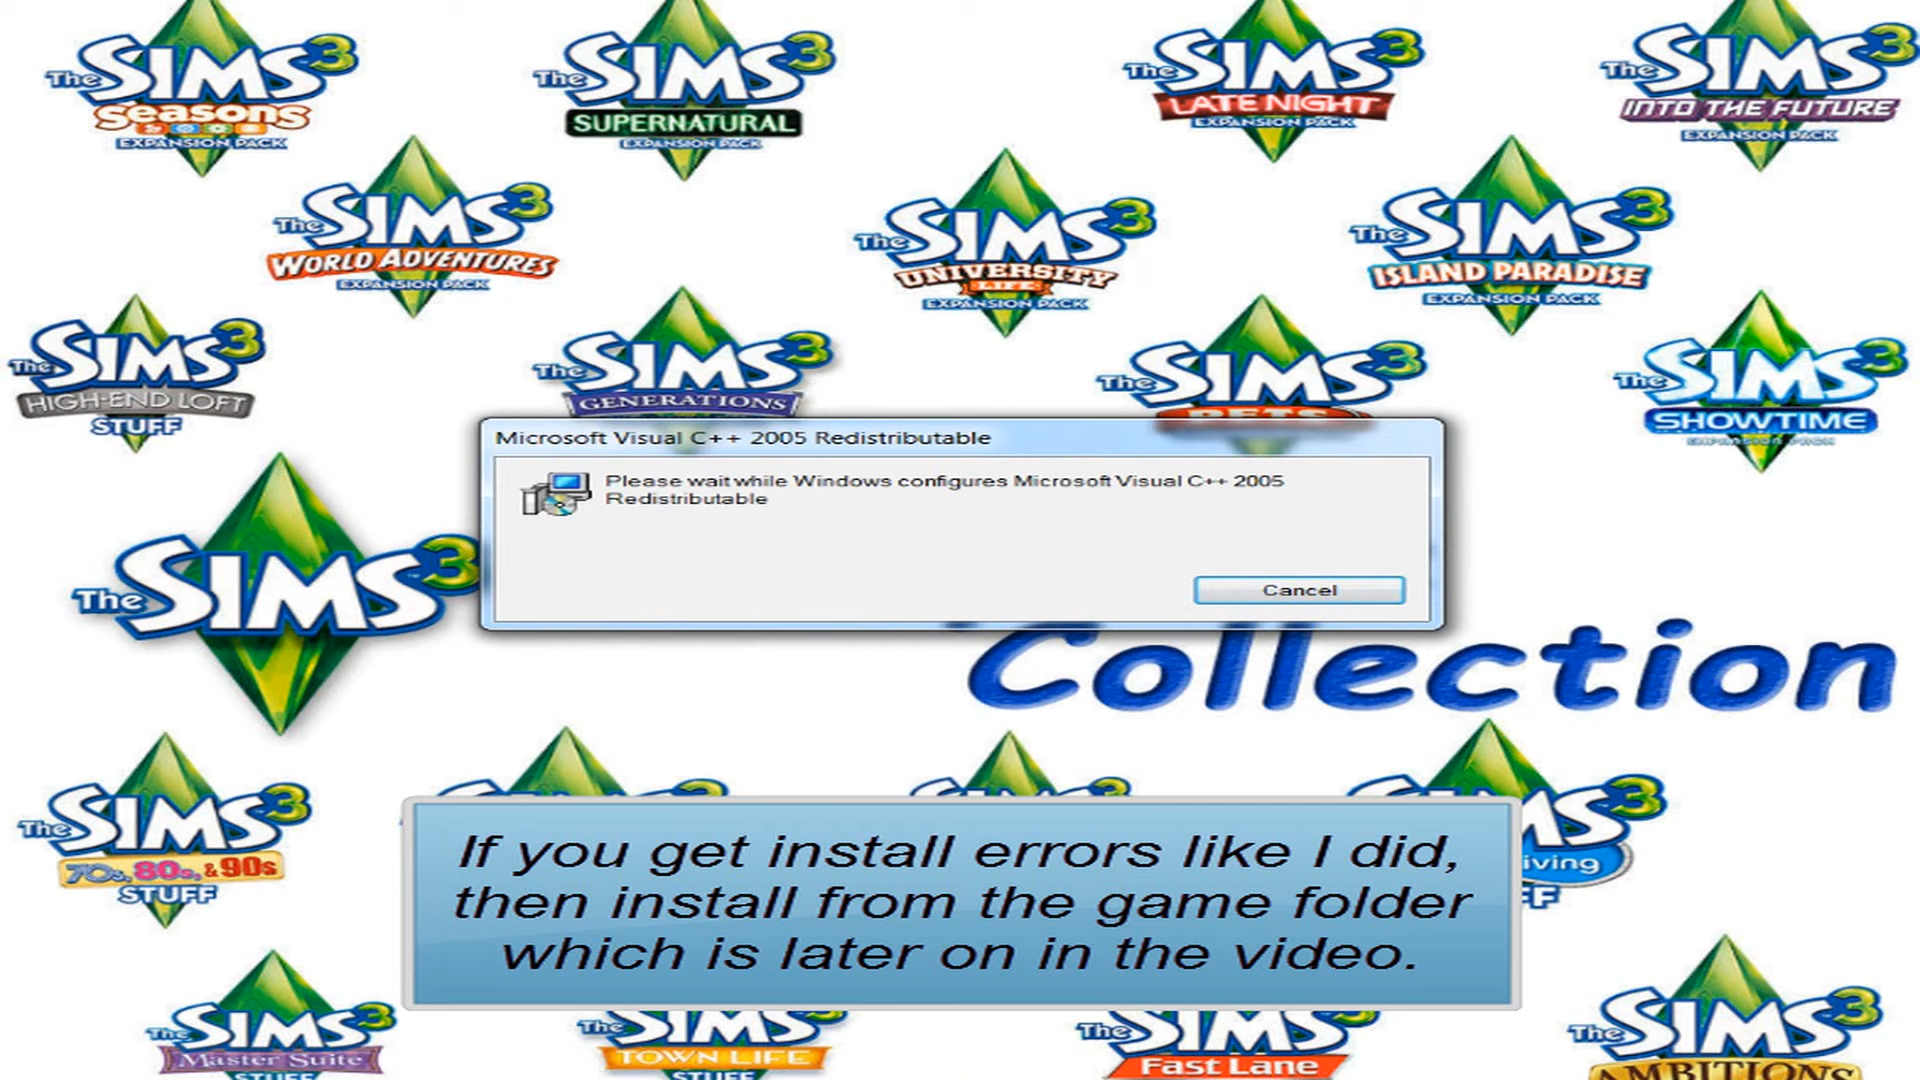 The SIMS 3
Seasons
EXPANSION PACK
The SIMS 3
SUPERNATURAL
EXPANSION PACK
The SIMS 3
LATE NIGHT
EXPANSION PACK
The SIMS 3
INTO THE FUTURE
EXPANSION PACK
The SIMS 3
WORLD ADVENTURES
EXPANSION PACK
The SIMS 3
UNIVERSITY
LIFE
EXPANSION PACK
The SIMS 3
ISLAND PARADISE
EXPANSION PACK
The SIMS 3
HIGH-END LOFT
STUFF
The SIMS 3
GENERATIONS
The SIMS 3
PETS
The SIMS 3
SHOWTIME
EXPANSION PACK
Microsoft Visual C++ 2005 Redistributable
Please wait while Windows configures Microsoft Visual C++ 2005
Redistributable
Cancel
The SIMS 3
Collection
The SIMS 3
70s, 80s, & 90s
STUFF
If you get install errors like I did,
then install from the game folder
which is later on in the video.
The SIMS 3
Master Suite
STUFF
The SIMS 3
TOWN LIFE
STUFF
The SIMS 3
Fast Lane
The SIMS 3
AMBITIONS